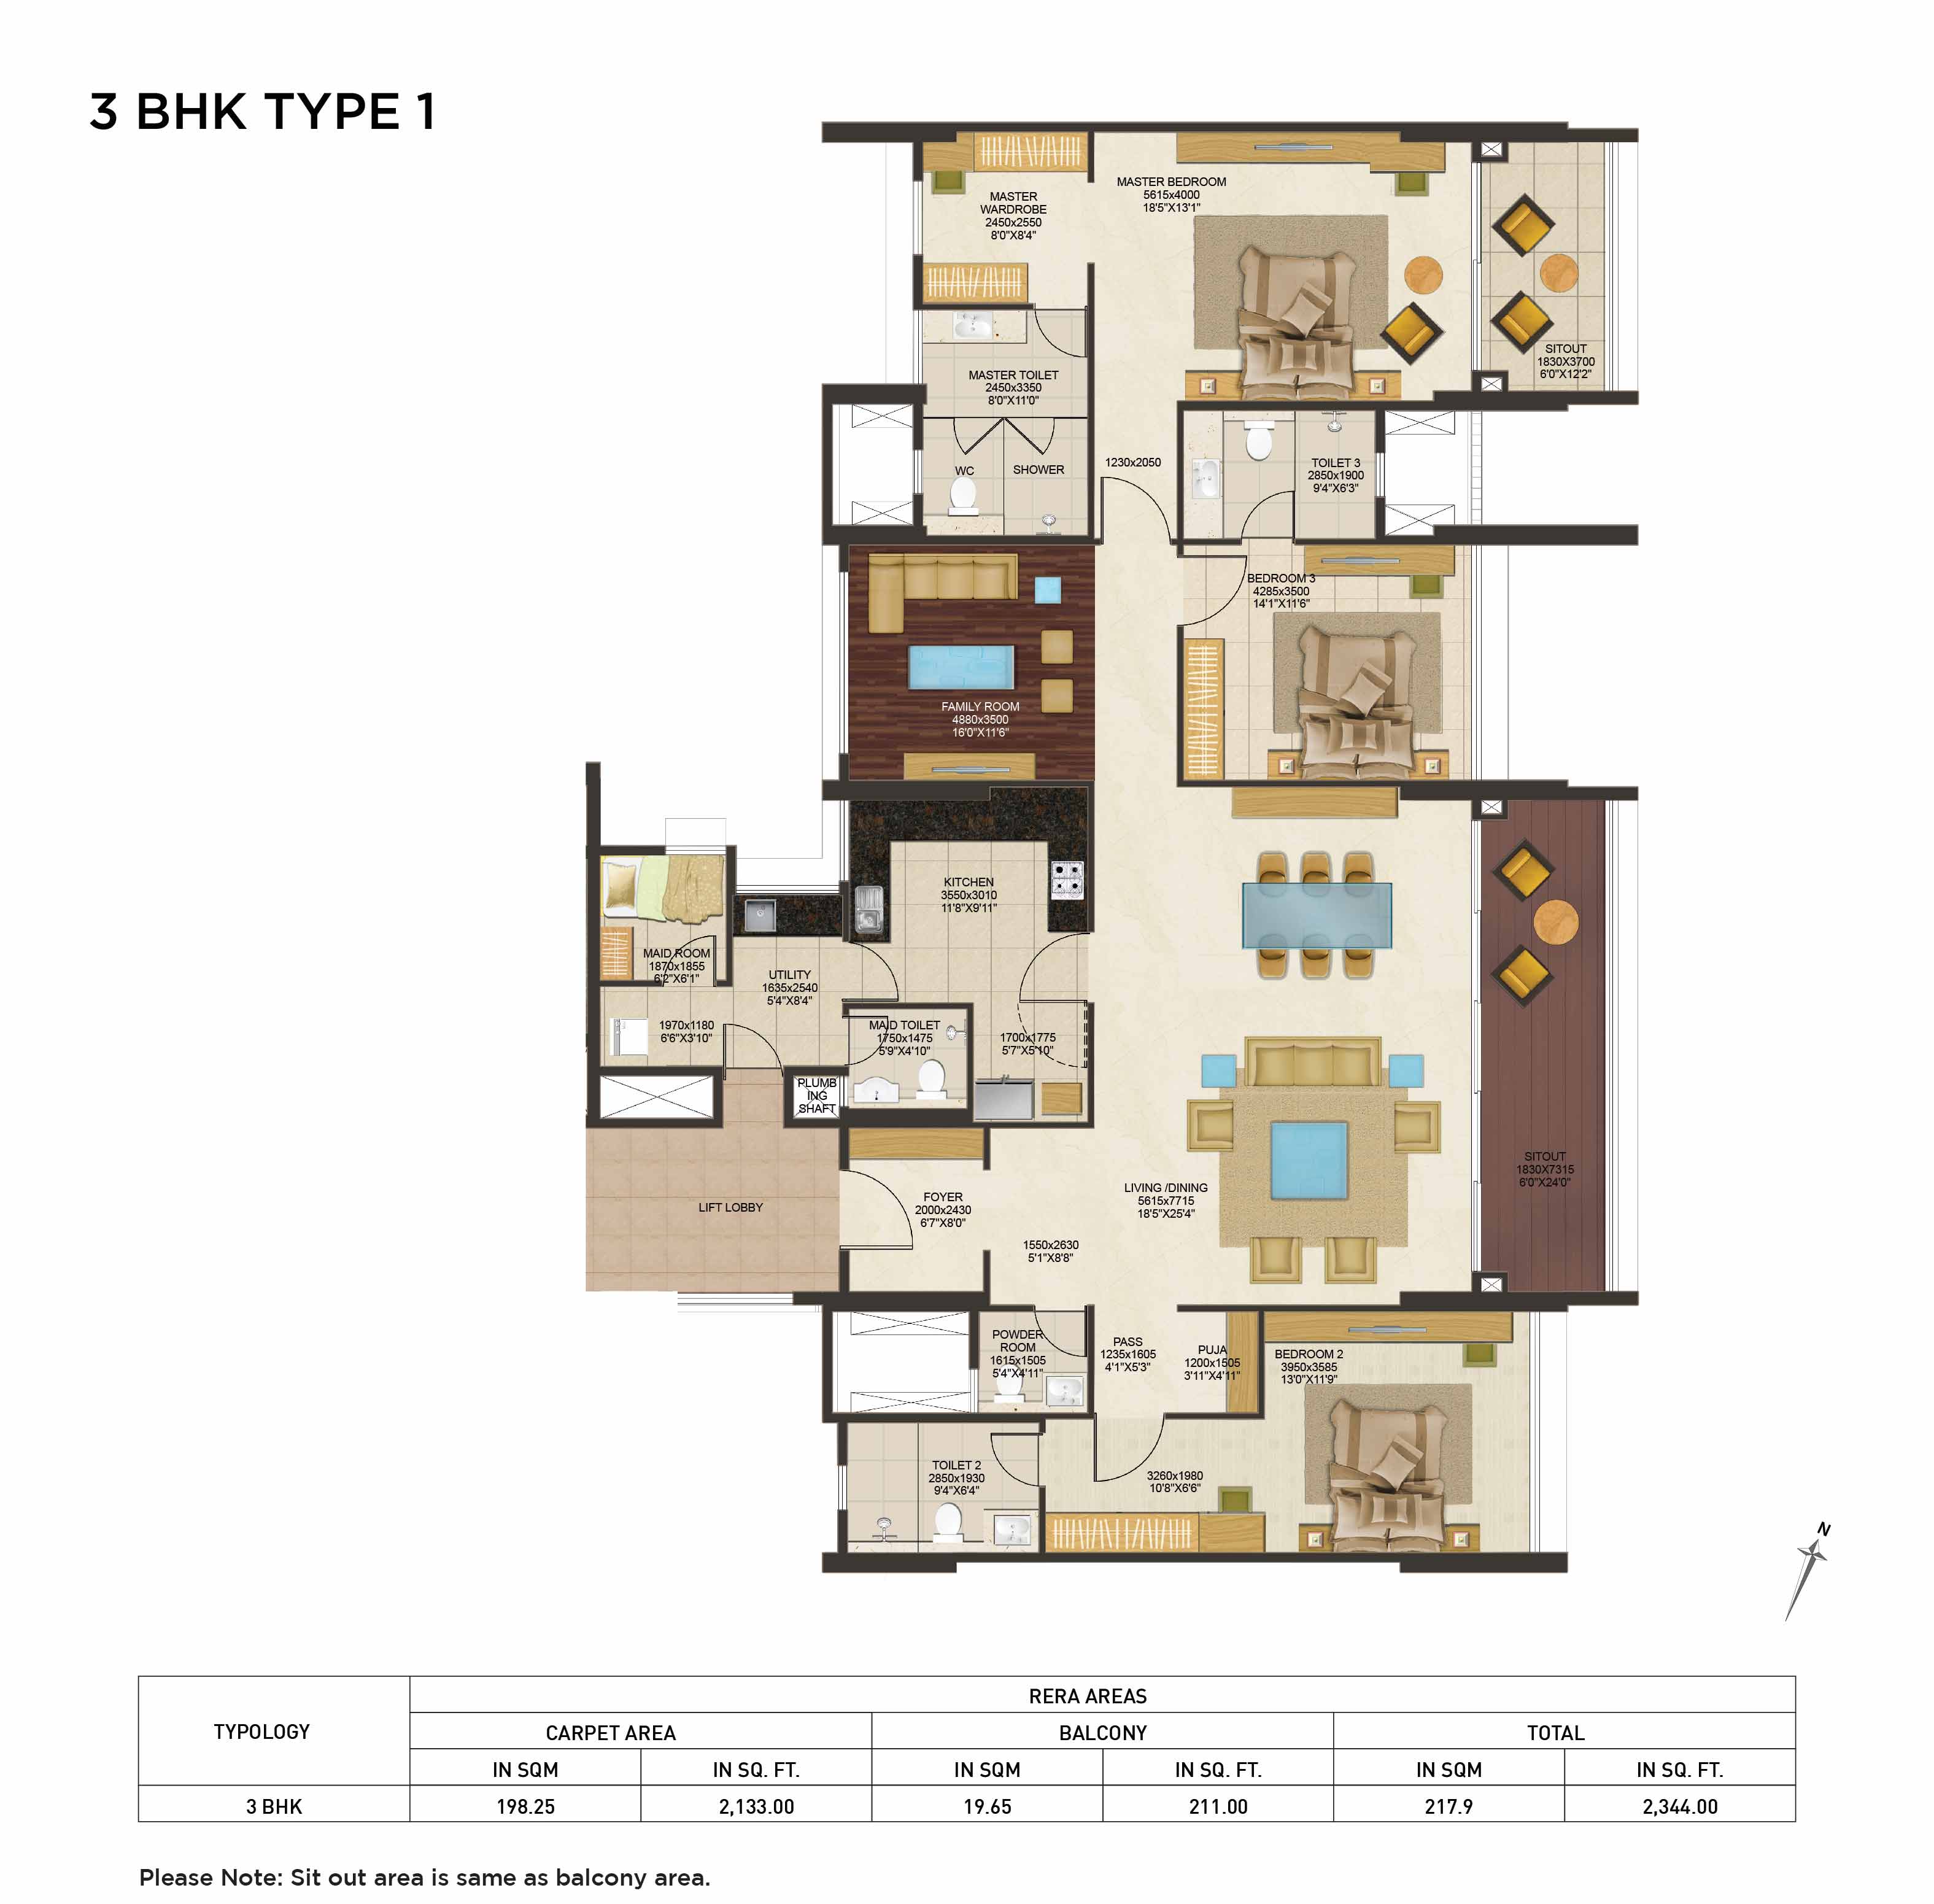 3 BHK TYPE 1
MASTER
WARDROBE
2450x2550
8'0"X8'4"
MASTER BEDROOM
5615x4000
18'5"X13'1"
SITOUT
1830X3700
6'0"X12'2"
MASTER TOILET
2450x3350
8'0"X11'0"
WC
SHOWER
1230x2050
TOILET 3
2850x1900
9'4"X6'3"
BEDROOM 3
4285x3500
14'1"X11'6"
FAMILY ROOM
4880x3500
16'0"X11'6"
KITCHEN
3550x3010
11'8"X9'11"
MAID ROOM
1870x1855
6'2"X6'1"
UTILITY
1635x2540
5'4"X8'4"
1970x1180
6'6"X3'10"
MAID TOILET
1750x1475
5'9"X4'10"
1700x1775
5'7"X5'10"
PLUMB
ING
SHAFT
LIFT LOBBY
FOYER
2000x2430
6'7"X8'0"
LIVING /DINING
5615x7715
18'5"X25'4"
SITOUT
1830X7315
6'0"X24'0"
1550x2630
5'1"X8'8"
POWDER
ROOM
1615x1505
5'4"X4'11"
PASS
1235x1605
4'1"X5'3"
PUJA
1200x1505
3'11"X4'11"
BEDROOM 2
3950x3585
13'0"X11'9"
TOILET 2
2850x1930
9'4"X6'4"
3260x1980
10'8"X6'6"
N
RERA AREAS
TYPOLOGY
CARPET AREA BALCONY TOTAL
IN SQM IN SQ. FT. IN SQM IN SQ. FT. IN SQM IN SQ. FT.
3 BHK 198.25 2,133.00 19.65 211.00 217.9 2,344.00
Please Note: Sit out area is same as balcony area.